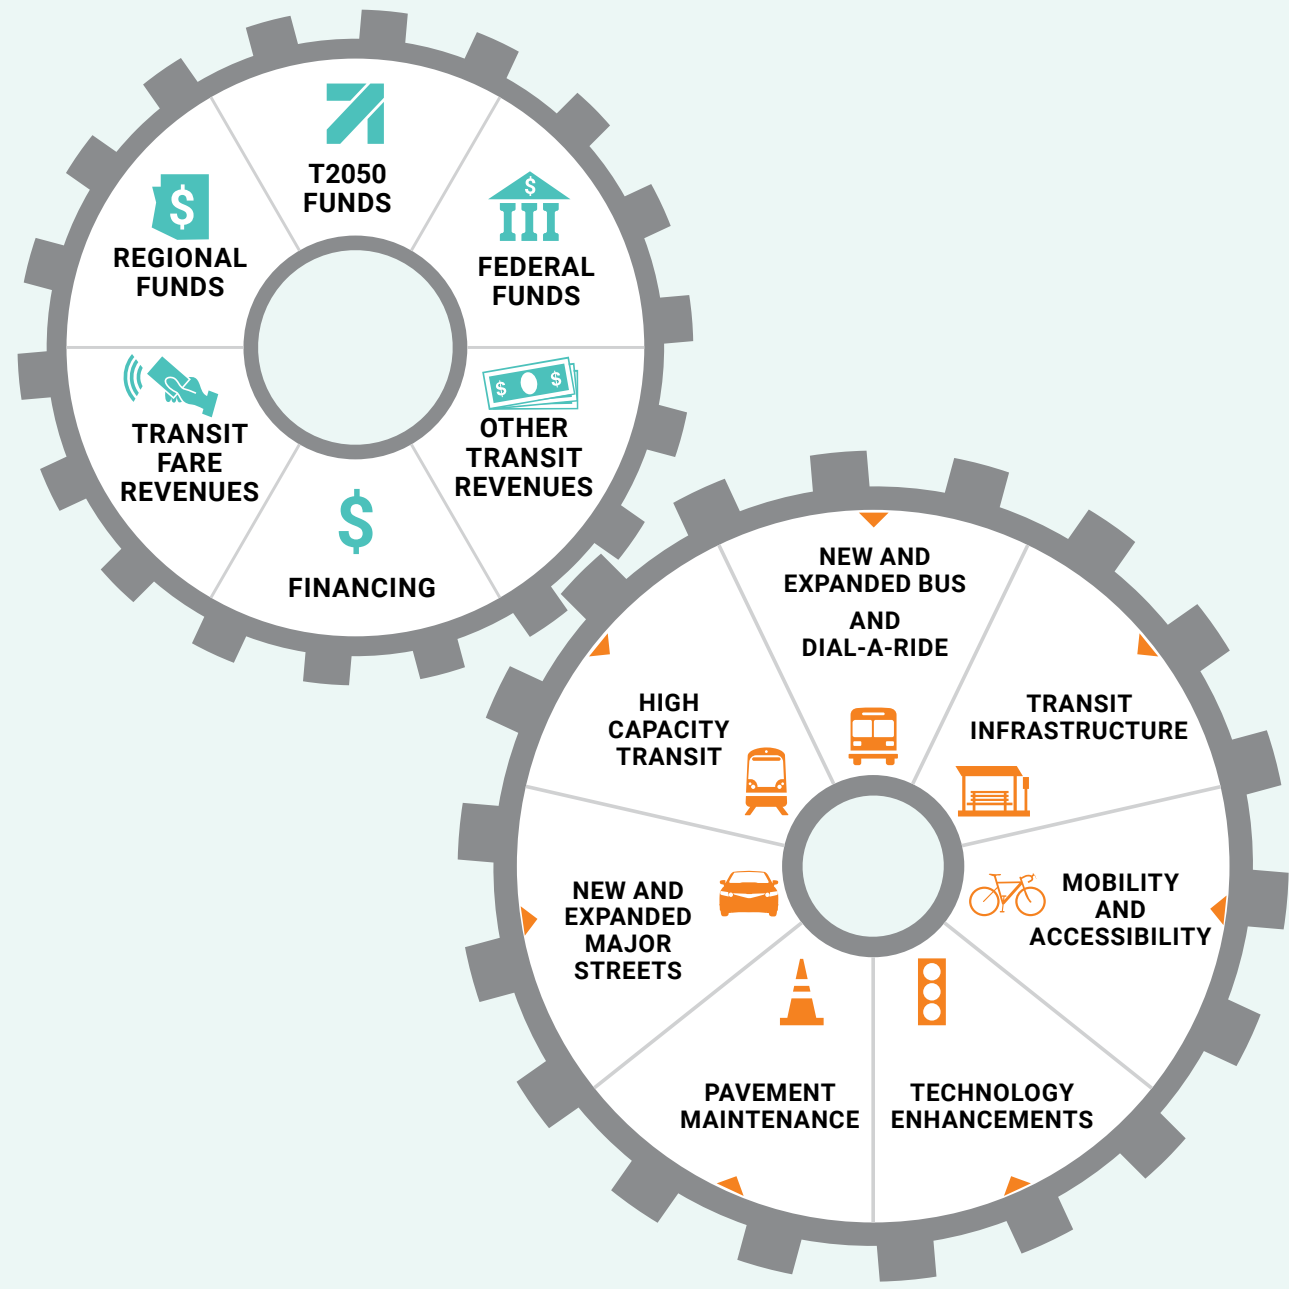 T2050
FUNDS
$
FEDERAL
FUNDS
$
REGIONAL
FUNDS
TRANSIT
FARE
REVENUES
$ $
OTHER
TRANSIT
REVENUES
$
FINANCING
NEW AND
EXPANDED BUS
AND
DIAL-A-RIDE
HIGH
CAPACITY
TRANSIT
TRANSIT
INFRASTRUCTURE
NEW AND
EXPANDED
MAJOR
STREETS
MOBILITY
AND
ACCESSIBILITY
PAVEMENT
MAINTENANCE
TECHNOLOGY
ENHANCEMENTS